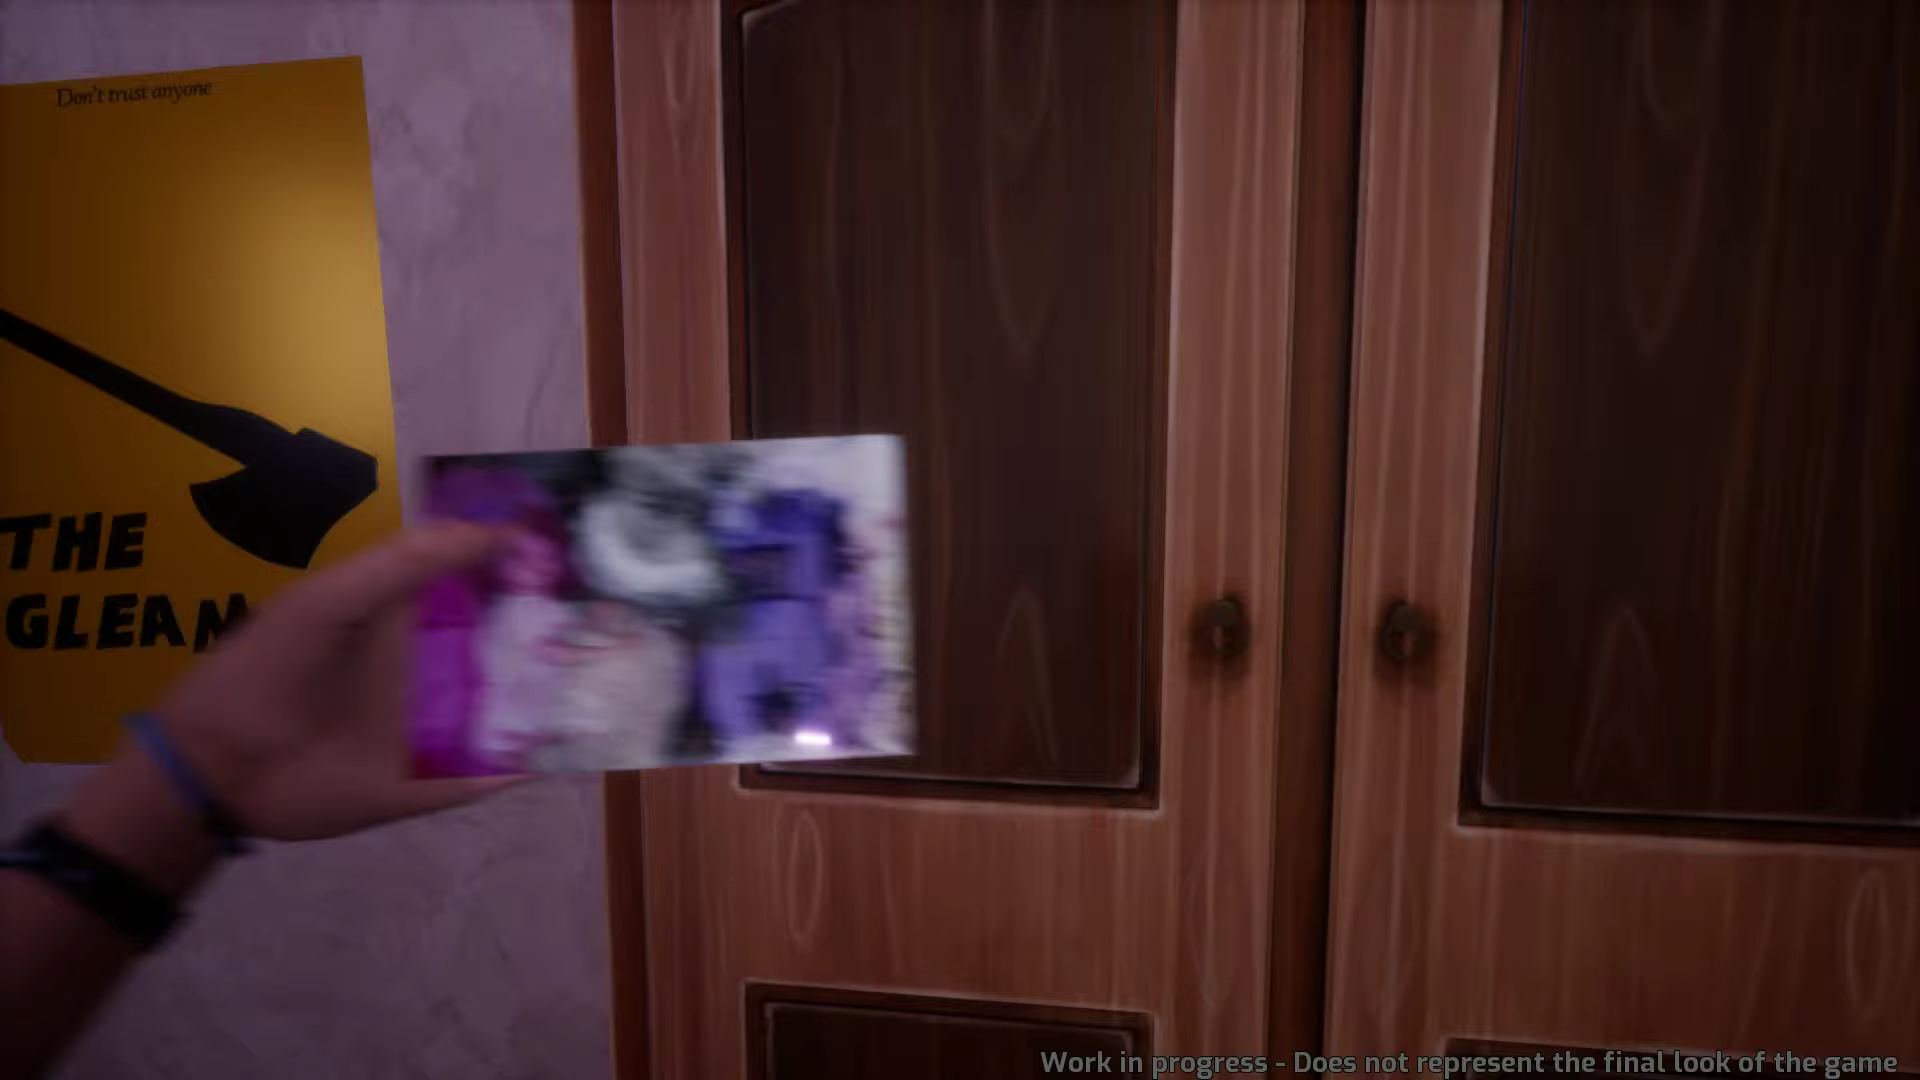 Don't trust anyone
THE
GLEAM
Work in progress - Does not represent the final look of the game